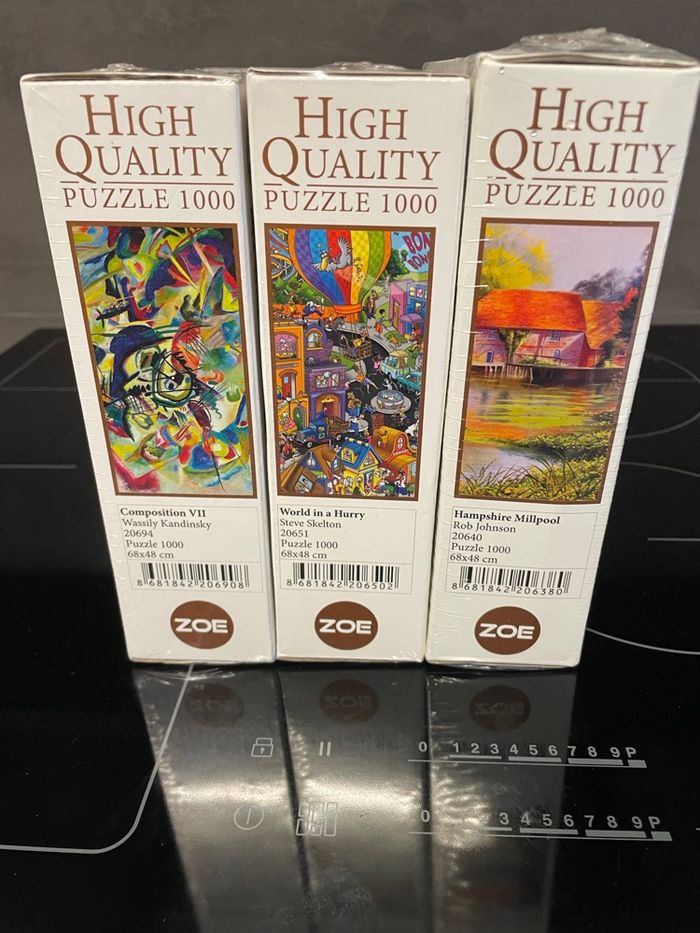 HIGH
QUALITY
PUZZLE 1000
Composition VII
Wassily Kandinsky
20694
Puzzle 1000
68x48 cm
8 681842 206908
ZOE
HIGH
QUALITY
PUZZLE 1000
World in a Hurry
Steve Skelton
20651
Puzzle 1000
68x48 cm
8 681842 206502
ZOE
HIGH
QUALITY
PUZZLE 1000
Hampshire Millpool
Rob Johnson
20640
Puzzle 1000
68x48 cm
8 681842 206380
ZOE
0 1 2 3 4 5 6 7 8 9 P
0 1 2 3 4 5 6 7 8 9 P